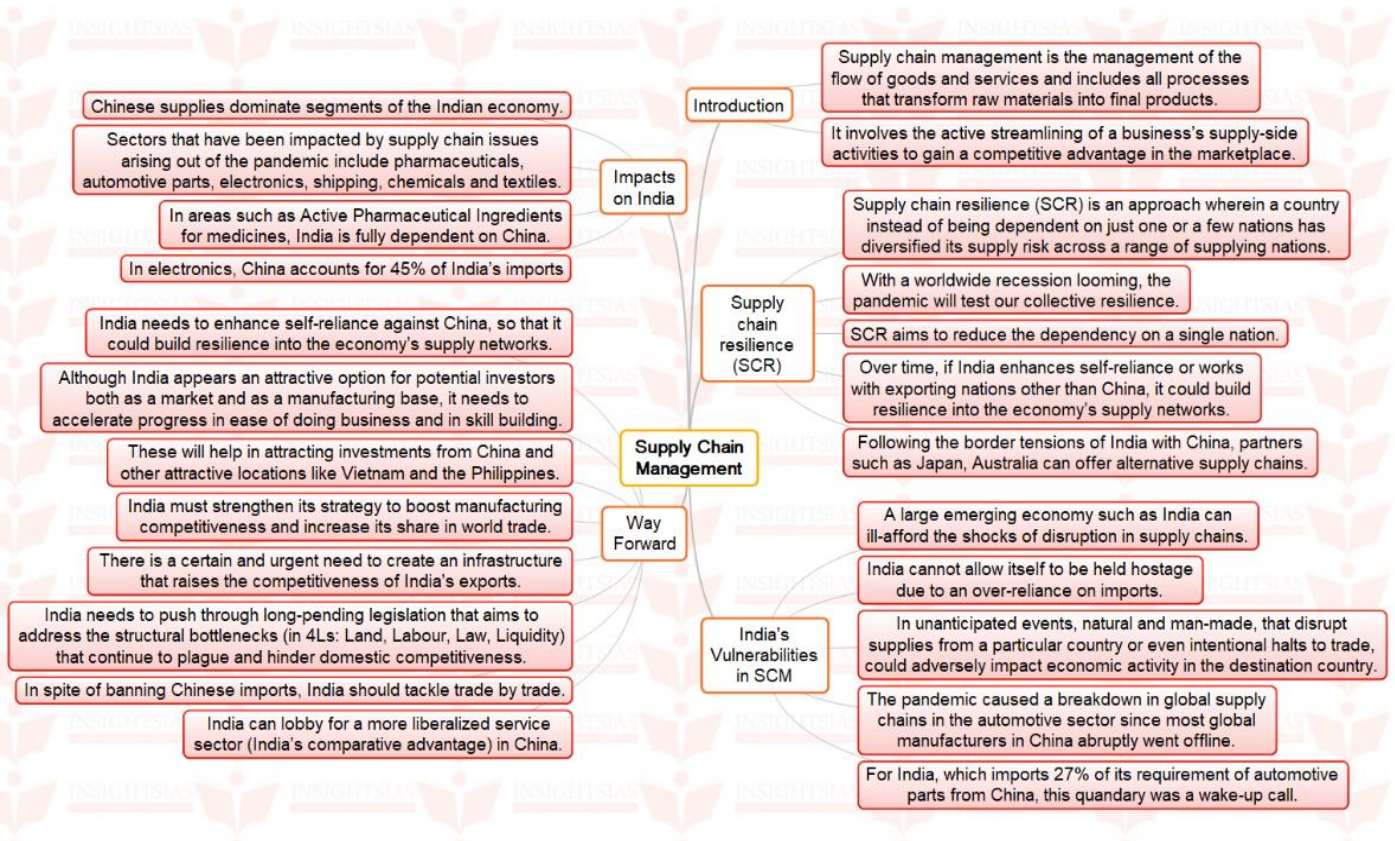 Supply Chain
Management
Introduction
Supply chain management is the management of the
flow of goods and services and includes all processes
that transform raw materials into final products.
It involves the active streamlining of a business's supply-side
activities to gain a competitive advantage in the marketplace.
Supply
chain
resilience
(SCR)
Supply chain resilience (SCR) is an approach wherein a country
instead of being dependent on just one or a few nations has
diversified its supply risk across a range of supplying nations.
With a worldwide recession looming, the
pandemic will test our collective resilience.
SCR aims to reduce the dependency on a single nation.
Over time, if India enhances self-reliance or works
with exporting nations other than China, it could build
resilience into the economy's supply networks.
Following the border tensions of India with China, partners
such as Japan, Australia can offer alternative supply chains.
India's
Vulnerabilities
in SCM
A large emerging economy such as India can
ill-afford the shocks of disruption in supply chains.
India cannot allow itself to be held hostage
due to an over-reliance on imports.
In unanticipated events, natural and man-made, that disrupt
supplies from a particular country or even intentional halts to trade,
could adversely impact economic activity in the destination country.
The pandemic caused a breakdown in global supply
chains in the automotive sector since most global
manufacturers in China abruptly went offline.
For India, which imports 27% of its requirement of automotive
parts from China, this quandary was a wake-up call.
Impacts
on India
Chinese supplies dominate segments of the Indian economy.
Sectors that have been impacted by supply chain issues
arising out of the pandemic include pharmaceuticals,
automotive parts, electronics, shipping, chemicals and textiles.
In areas such as Active Pharmaceutical Ingredients
for medicines, India is fully dependent on China.
In electronics, China accounts for 45% of India's imports
Way
Forward
India needs to enhance self-reliance against China, so that it
could build resilience into the economy's supply networks.
Although India appears an attractive option for potential investors
both as a market and as a manufacturing base, it needs to
accelerate progress in ease of doing business and in skill building.
These will help in attracting investments from China and
other attractive locations like Vietnam and the Philippines.
India must strengthen its strategy to boost manufacturing
competitiveness and increase its share in world trade.
There is a certain and urgent need to create an infrastructure
that raises the competitiveness of India's exports.
India needs to push through long-pending legislation that aims to
address the structural bottlenecks (in 4Ls: Land, Labour, Law, Liquidity)
that continue to plague and hinder domestic competitiveness.
In spite of banning Chinese imports, India should tackle trade by trade.
India can lobby for a more liberalized service
sector (India's comparative advantage) in China.
INSIGHTSIAS